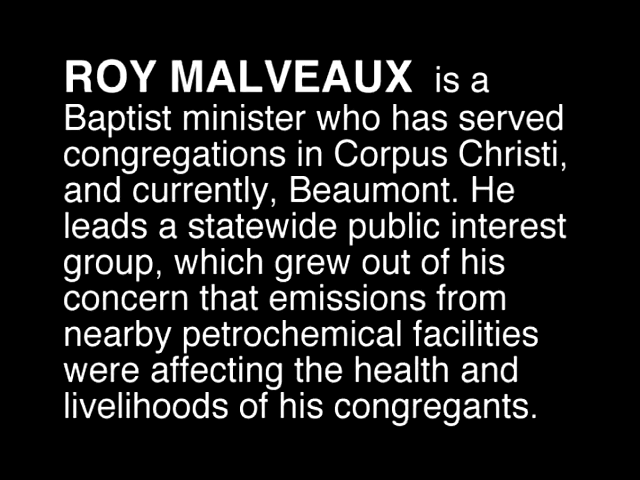 ROY MALVEAUX is a
Baptist minister who has served
congregations in Corpus Christi,
and currently, Beaumont. He
leads a statewide public interest
group, which grew out of his
concern that emissions from
nearby petrochemical facilities
were affecting the health and
livelihoods of his congregants.